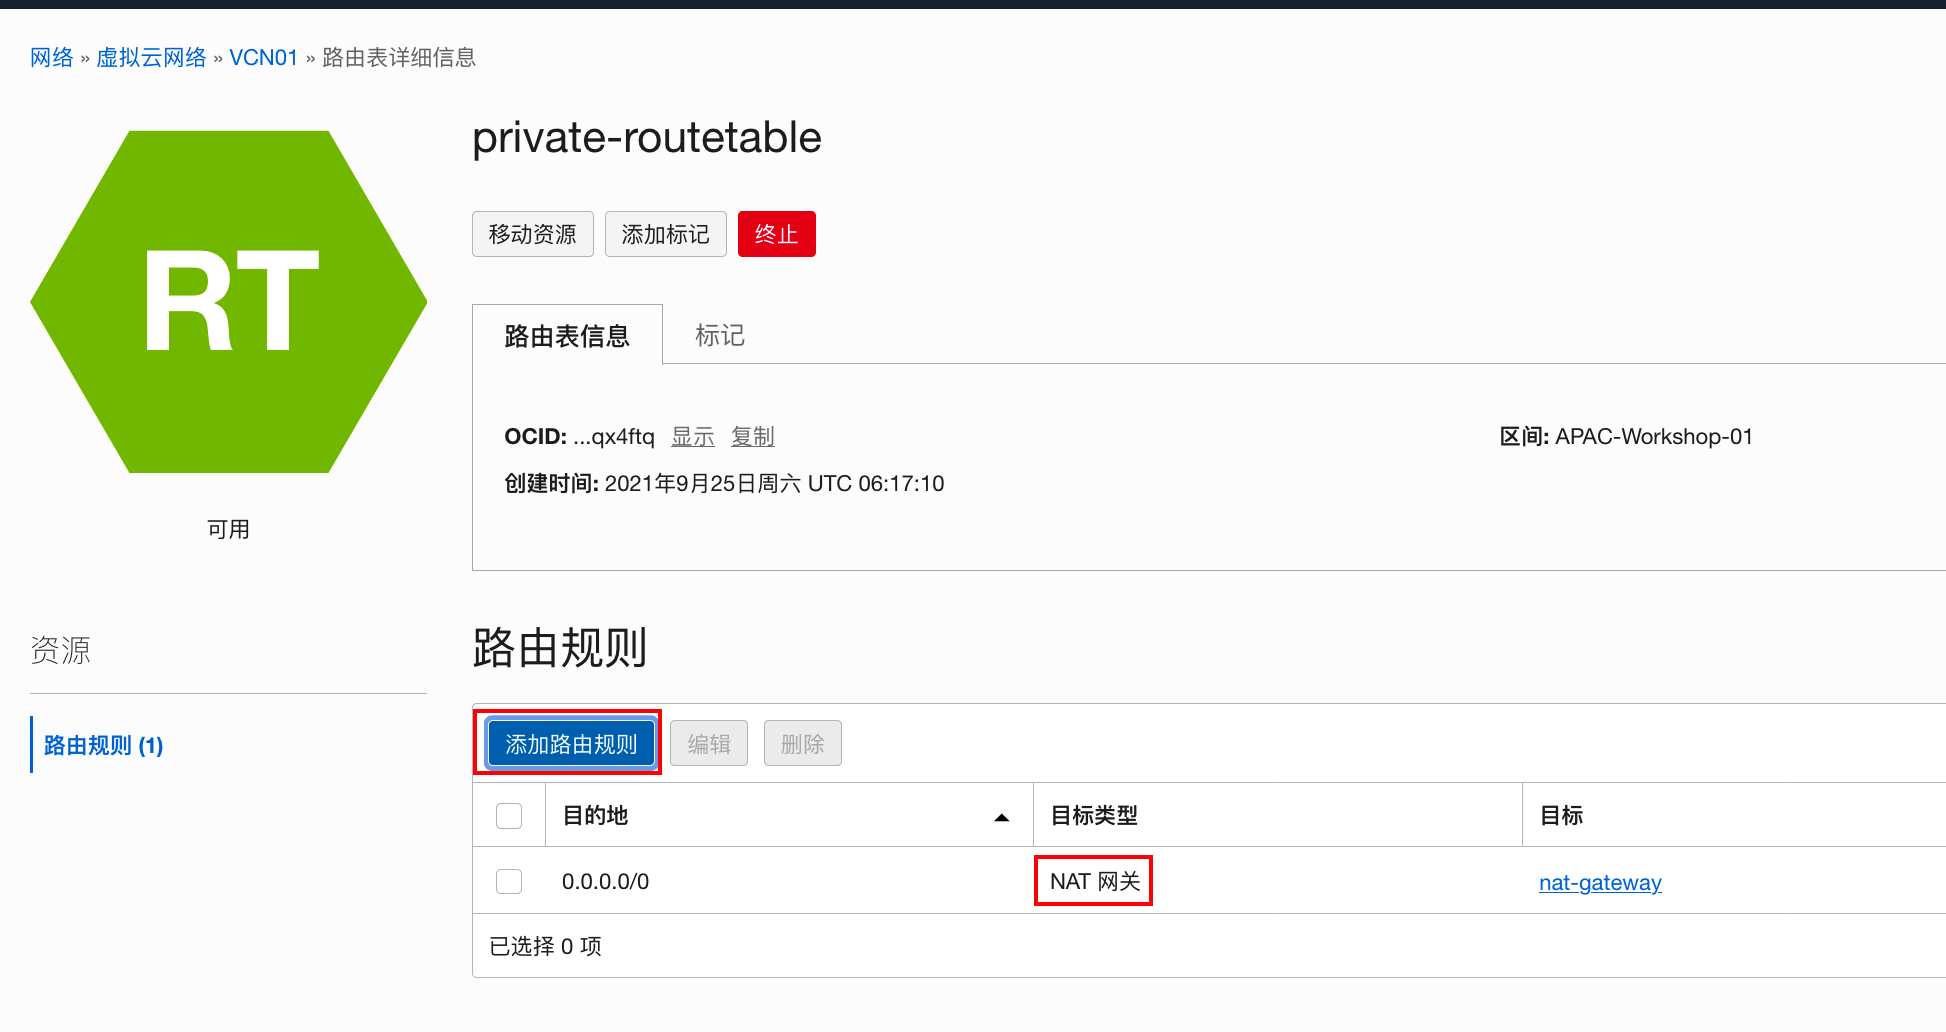 网络 » 虚拟云网络 » VCN01 » 路由表详细信息
RT
可用
private-routetable
移动资源 添加标记 终止
路由表信息 标记
OCID: ...qx4ftq 显示 复制 区间: APAC-Workshop-01
创建时间: 2021年9月25日周六 UTC 06:17:10
资源
路由规则 (1)
路由规则
添加路由规则 编辑 删除
目的地 目标类型 目标
0.0.0.0/0 NAT 网关 nat-gateway
已选择 0 项